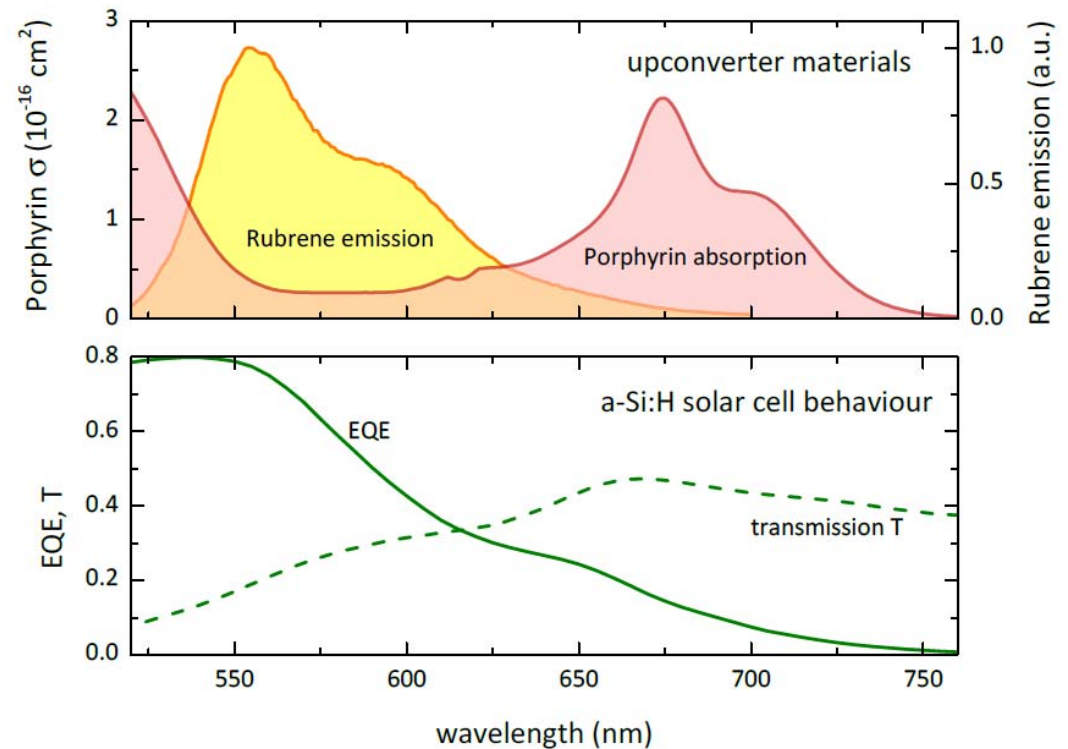 3
2
1
0
Porphyrin σ (10⁻¹⁶ cm²)
upconverter materials
Rubrene emission
Porphyrin absorption
1.0
0.5
0.0
Rubrene emission (a.u.)
0.8
0.6
0.4
0.2
0.0
EQE, T
a-Si:H solar cell behaviour
EQE
transmission T
550 600 650 700 750
wavelength (nm)